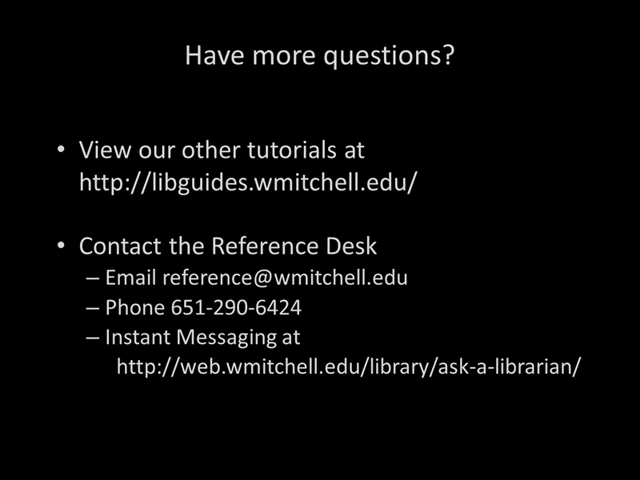 Have more questions?
• View our other tutorials at
http://libguides.wmitchell.edu/
• Contact the Reference Desk
– Email reference@wmitchell.edu
– Phone 651-290-6424
– Instant Messaging at
http://web.wmitchell.edu/library/ask-a-librarian/